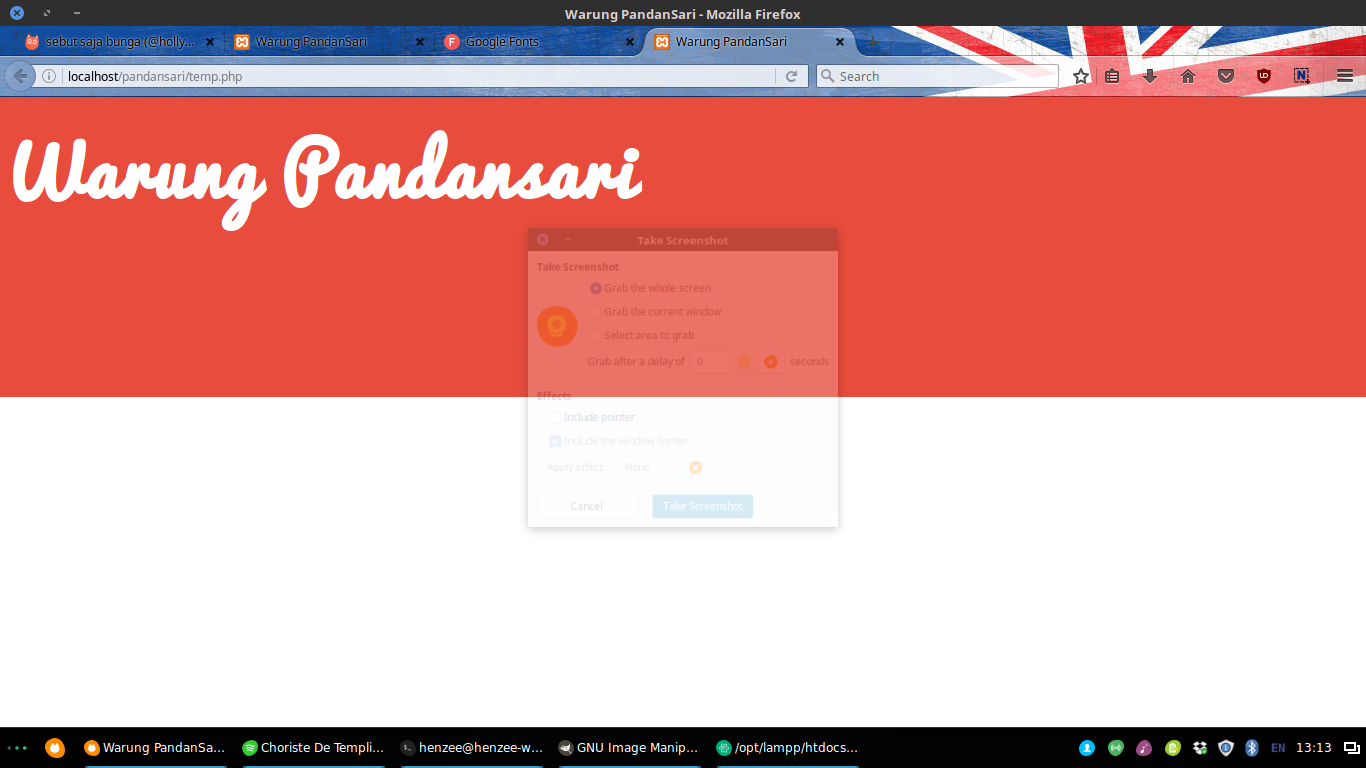 Warung PandanSari - Mozilla Firefox
sebut saja bunga (@holly...
Warung PandanSari
Google Fonts
Warung PandanSari
localhost/pandansari/temp.php
Search
Warung Pandansari
Take Screenshot
Take Screenshot
Grab the whole screen
Grab the current window
Select area to grab
Grab after a delay of 0 seconds
Effects
Include pointer
Include the window border
Apply effect: None
Cancel Take Screenshot
Warung PandanSa... Choriste De Templi... henzee@henzee-w... GNU Image Manip... /opt/lampp/htdocs... EN 13:13